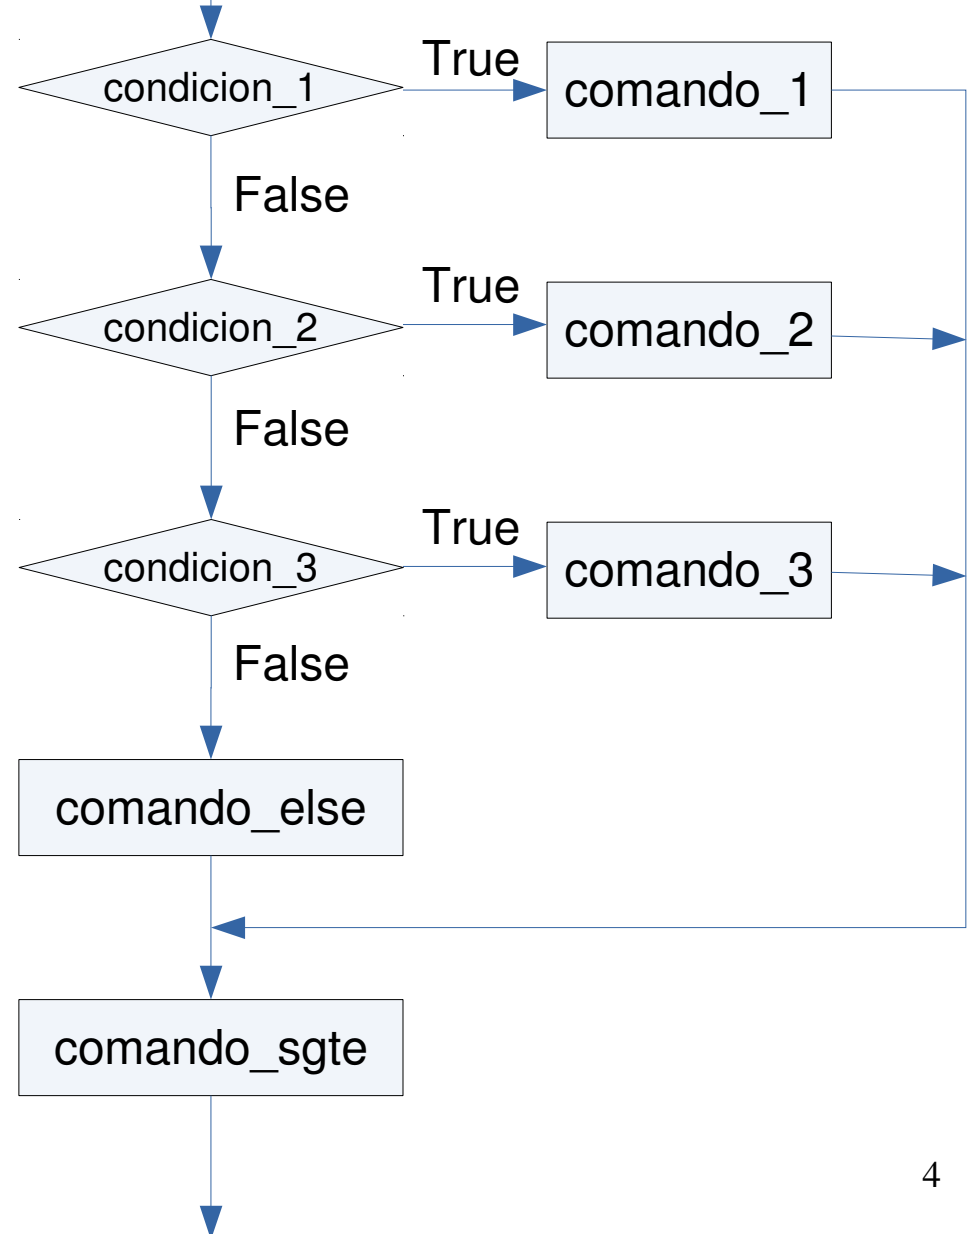 True
condicion_1
comando_1
False
True
condicion_2
comando_2
False
True
condicion_3
comando_3
False
comando_else
comando_sgte
4